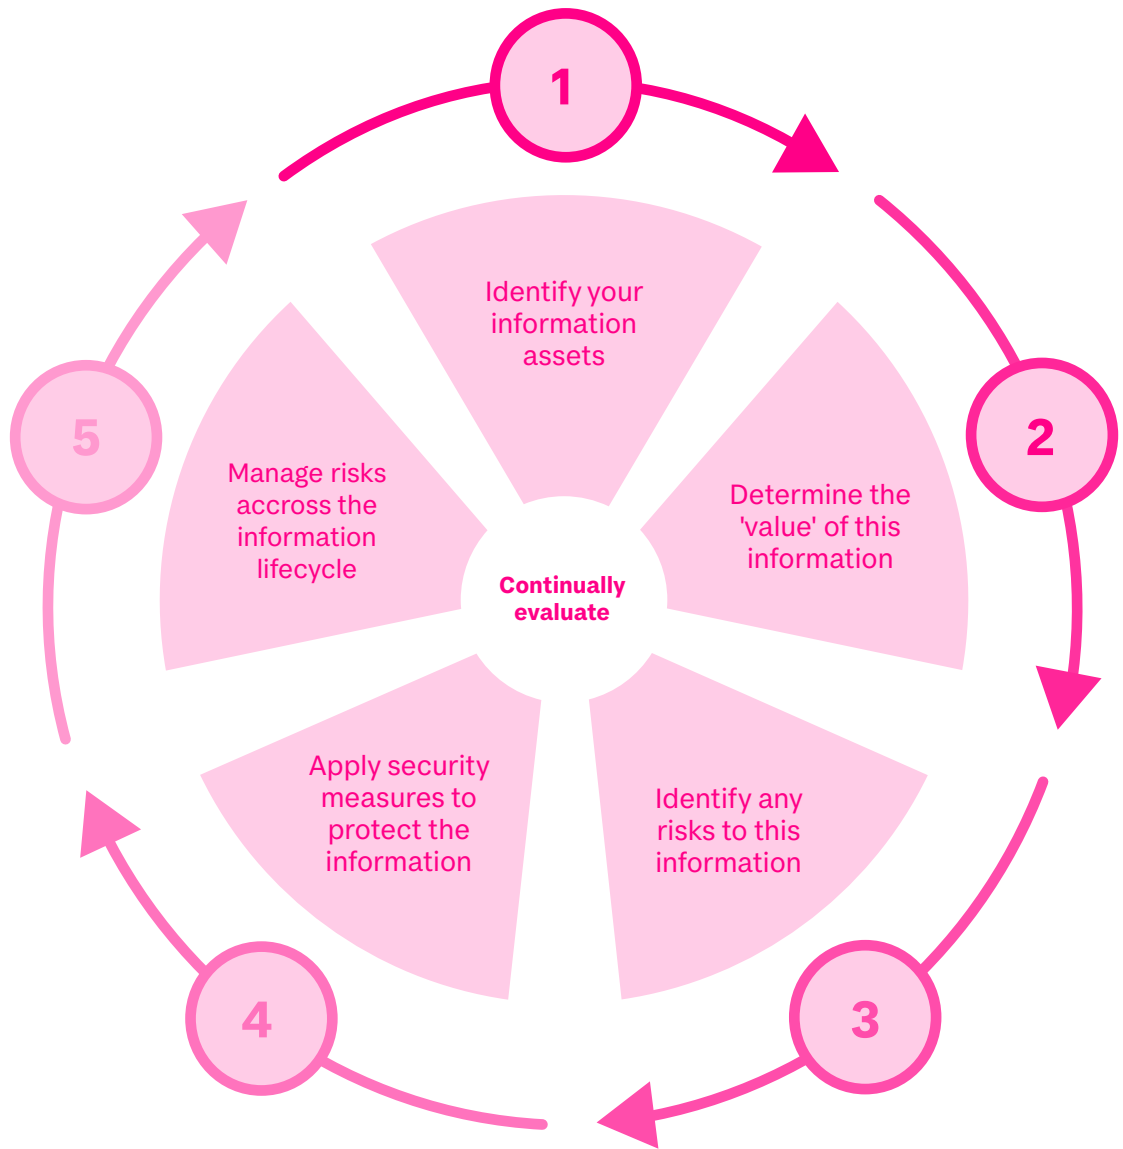 1
Identify your
information
assets
2
Determine the
'value' of this
information
3
Identify any
risks to this
information
4
Apply security
measures to
protect the
information
5
Manage risks
accross the
information
lifecycle
Continually
evaluate